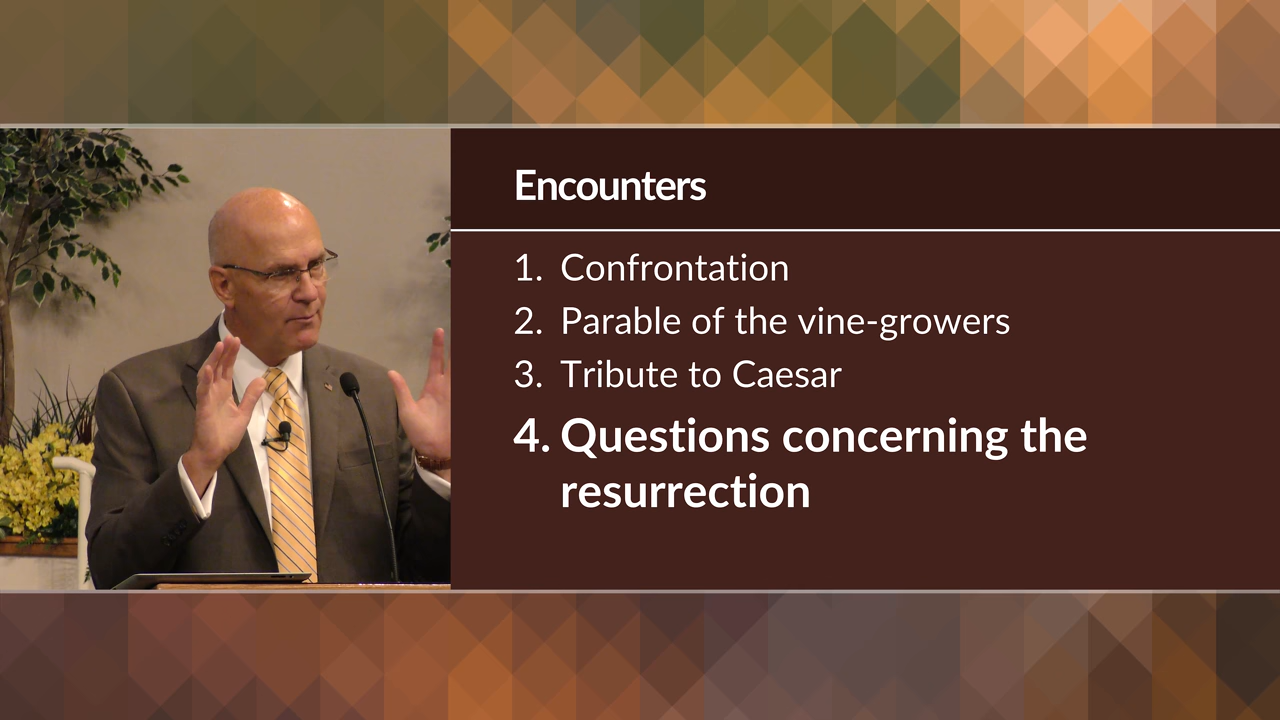 Encounters
1. Confrontation
2. Parable of the vine-growers
3. Tribute to Caesar
4. Questions concerning the
resurrection